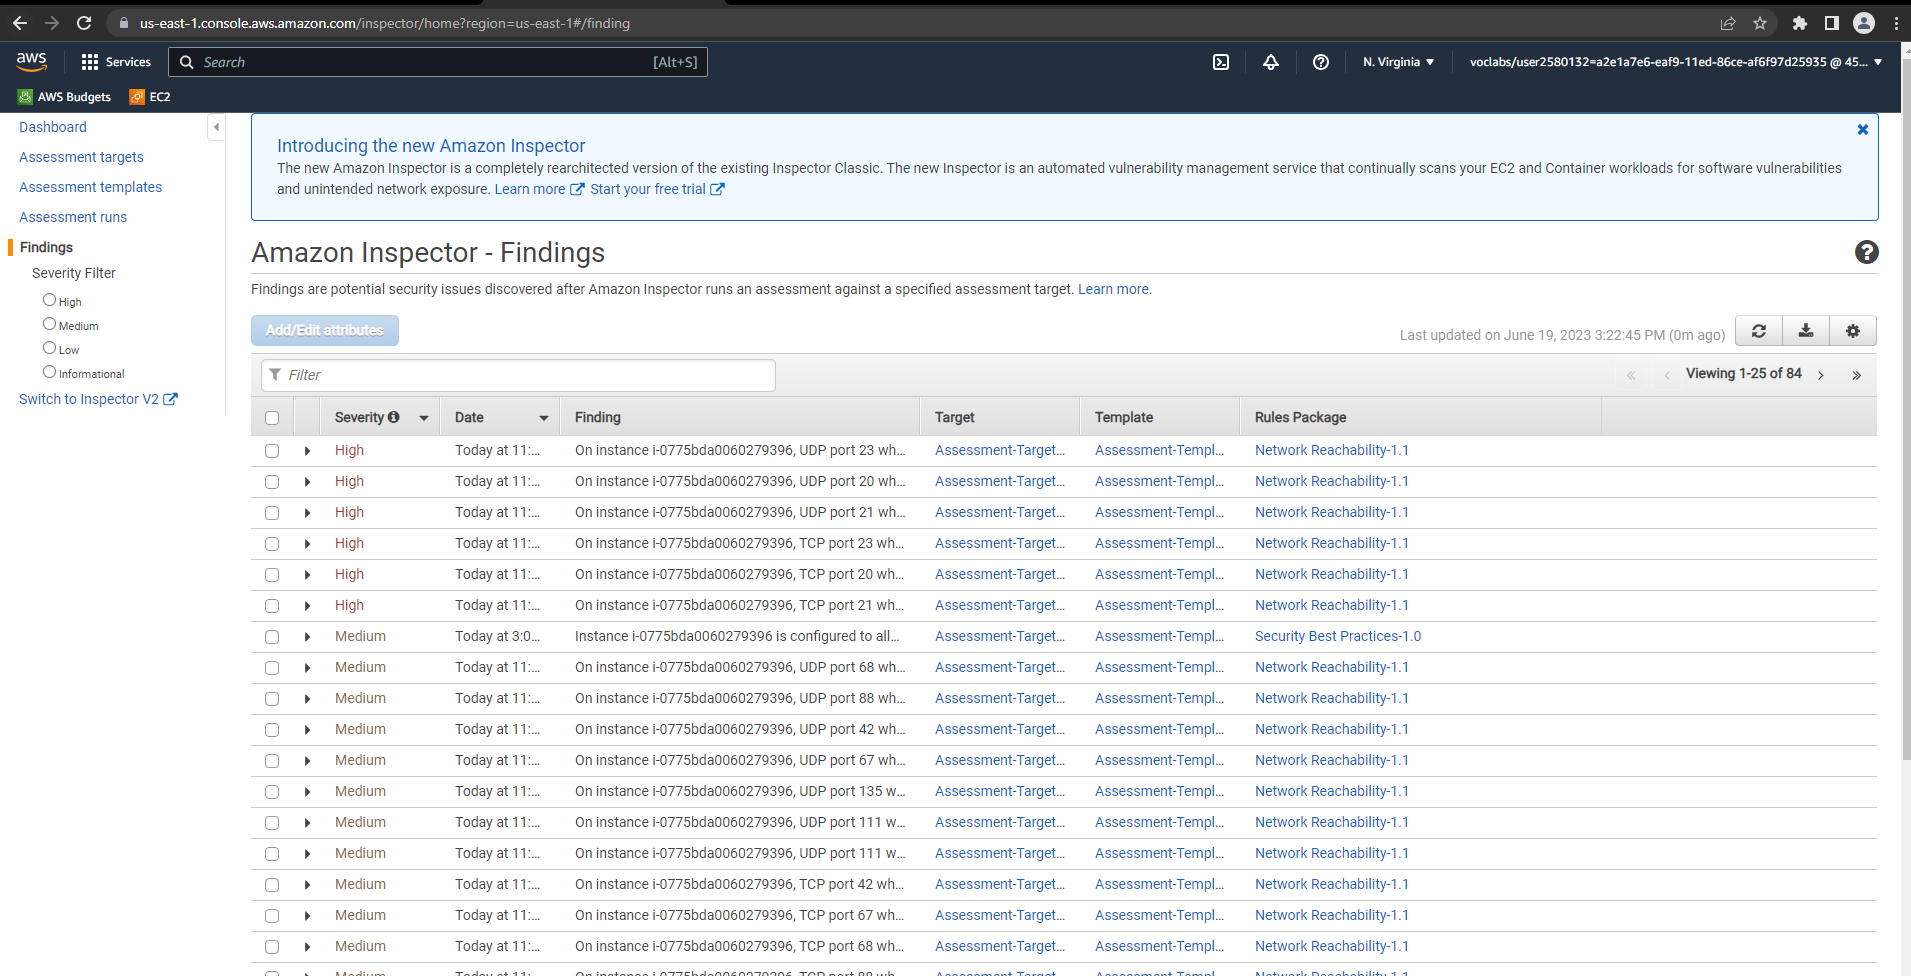 us-east-1.console.aws.amazon.com/inspector/home?region=us-east-1#/finding
aws Services Search [Alt+S] N. Virginia ▼ voclabs/user2580132=a2e1a7e6-eaf9-11ed-86ce-af6f97d25935 @ 45... ▼
AWS Budgets EC2
Dashboard
Assessment targets
Assessment templates
Assessment runs
Findings
Severity Filter
High
Medium
Low
Informational
Switch to Inspector V2
Introducing the new Amazon Inspector
The new Amazon Inspector is a completely rearchitected version of the existing Inspector Classic. The new Inspector is an automated vulnerability management service that continually scans your EC2 and Container workloads for software vulnerabilities
and unintended network exposure. Learn more Start your free trial
Amazon Inspector - Findings
Findings are potential security issues discovered after Amazon Inspector runs an assessment against a specified assessment target. Learn more.
Add/Edit attributes
Last updated on June 19, 2023 3:22:45 PM (0m ago)
Filter
« ‹ Viewing 1-25 of 84 › »
Severity Date Finding Target Template Rules Package
High Today at 11:... On instance i-0775bda0060279396, UDP port 23 wh... Assessment-Target... Assessment-Templ... Network Reachability-1.1
High Today at 11:... On instance i-0775bda0060279396, UDP port 20 wh... Assessment-Target... Assessment-Templ... Network Reachability-1.1
High Today at 11:... On instance i-0775bda0060279396, UDP port 21 wh... Assessment-Target... Assessment-Templ... Network Reachability-1.1
High Today at 11:... On instance i-0775bda0060279396, TCP port 23 wh... Assessment-Target... Assessment-Templ... Network Reachability-1.1
High Today at 11:... On instance i-0775bda0060279396, TCP port 20 wh... Assessment-Target... Assessment-Templ... Network Reachability-1.1
High Today at 11:... On instance i-0775bda0060279396, TCP port 21 wh... Assessment-Target... Assessment-Templ... Network Reachability-1.1
Medium Today at 3:0... Instance i-0775bda0060279396 is configured to all... Assessment-Target... Assessment-Templ... Security Best Practices-1.0
Medium Today at 11:... On instance i-0775bda0060279396, UDP port 68 wh... Assessment-Target... Assessment-Templ... Network Reachability-1.1
Medium Today at 11:... On instance i-0775bda0060279396, UDP port 88 wh... Assessment-Target... Assessment-Templ... Network Reachability-1.1
Medium Today at 11:... On instance i-0775bda0060279396, UDP port 42 wh... Assessment-Target... Assessment-Templ... Network Reachability-1.1
Medium Today at 11:... On instance i-0775bda0060279396, UDP port 67 wh... Assessment-Target... Assessment-Templ... Network Reachability-1.1
Medium Today at 11:... On instance i-0775bda0060279396, UDP port 135 w... Assessment-Target... Assessment-Templ... Network Reachability-1.1
Medium Today at 11:... On instance i-0775bda0060279396, UDP port 111 w... Assessment-Target... Assessment-Templ... Network Reachability-1.1
Medium Today at 11:... On instance i-0775bda0060279396, UDP port 111 w... Assessment-Target... Assessment-Templ... Network Reachability-1.1
Medium Today at 11:... On instance i-0775bda0060279396, TCP port 42 wh... Assessment-Target... Assessment-Templ... Network Reachability-1.1
Medium Today at 11:... On instance i-0775bda0060279396, TCP port 67 wh... Assessment-Target... Assessment-Templ... Network Reachability-1.1
Medium Today at 11:... On instance i-0775bda0060279396, TCP port 68 wh... Assessment-Target... Assessment-Templ... Network Reachability-1.1